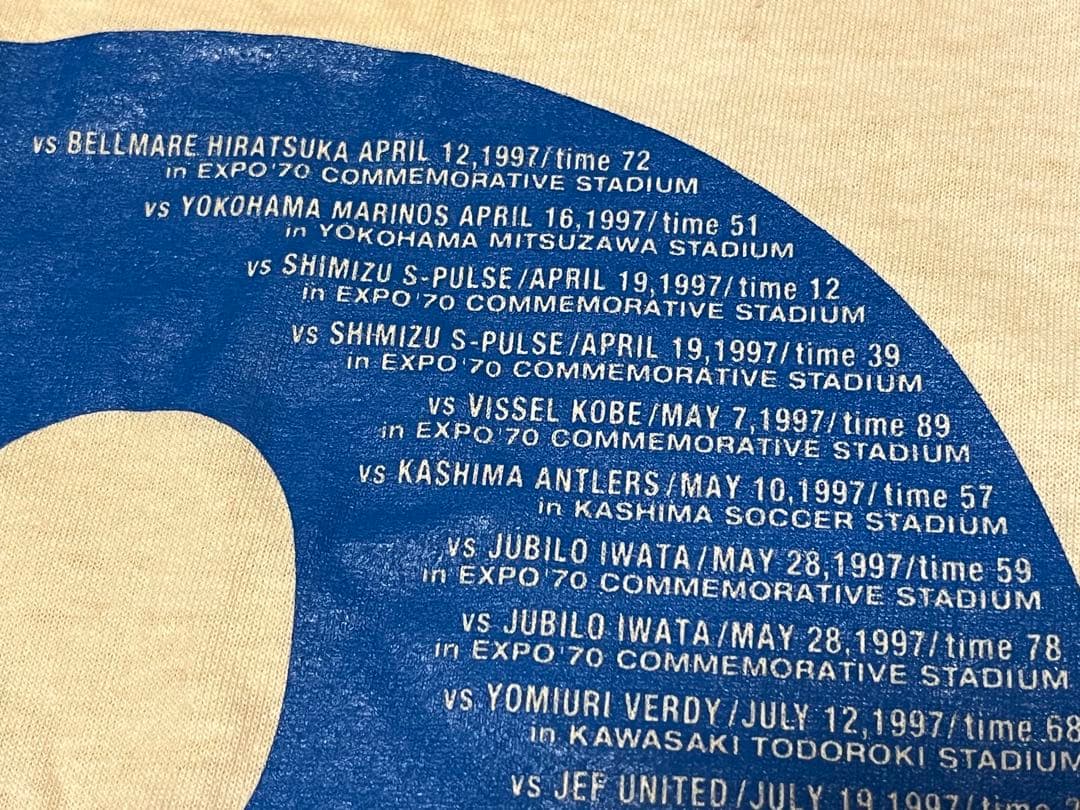 vs BELLMARE HIRATSUKA APRIL 12,1997/time 72
in EXPO'70 COMMEMORATIVE STADIUM
vs YOKOHAMA MARINOS APRIL 16,1997/time 51
in YOKOHAMA MITSUZAWA STADIUM
vs SHIMIZU S-PULSE/APRIL 19,1997/time 12
in EXPO'70 COMMEMORATIVE STADIUM
vs SHIMIZU S-PULSE/APRIL 19,1997/time 39
in EXPO'70 COMMEMORATIVE STADIUM
vs VISSEL KOBE/MAY 7,1997/time 89
in EXPO'70 COMMEMORATIVE STADIUM
vs KASHIMA ANTLERS/MAY 10,1997/time 57
in KASHIMA SOCCER STADIUM
vs JUBILO IWATA/MAY 28,1997/time 59
in EXPO'70 COMMEMORATIVE STADIUM
vs JUBILO IWATA/MAY 28,1997/time 78
in EXPO'70 COMMEMORATIVE STADIUM
vs YOMIURI VERDY/JULY 12,1997/time 68
in KAWASAKI TODOROKI STADIUM
vs JEF UNITED/JULY 19,1997/time